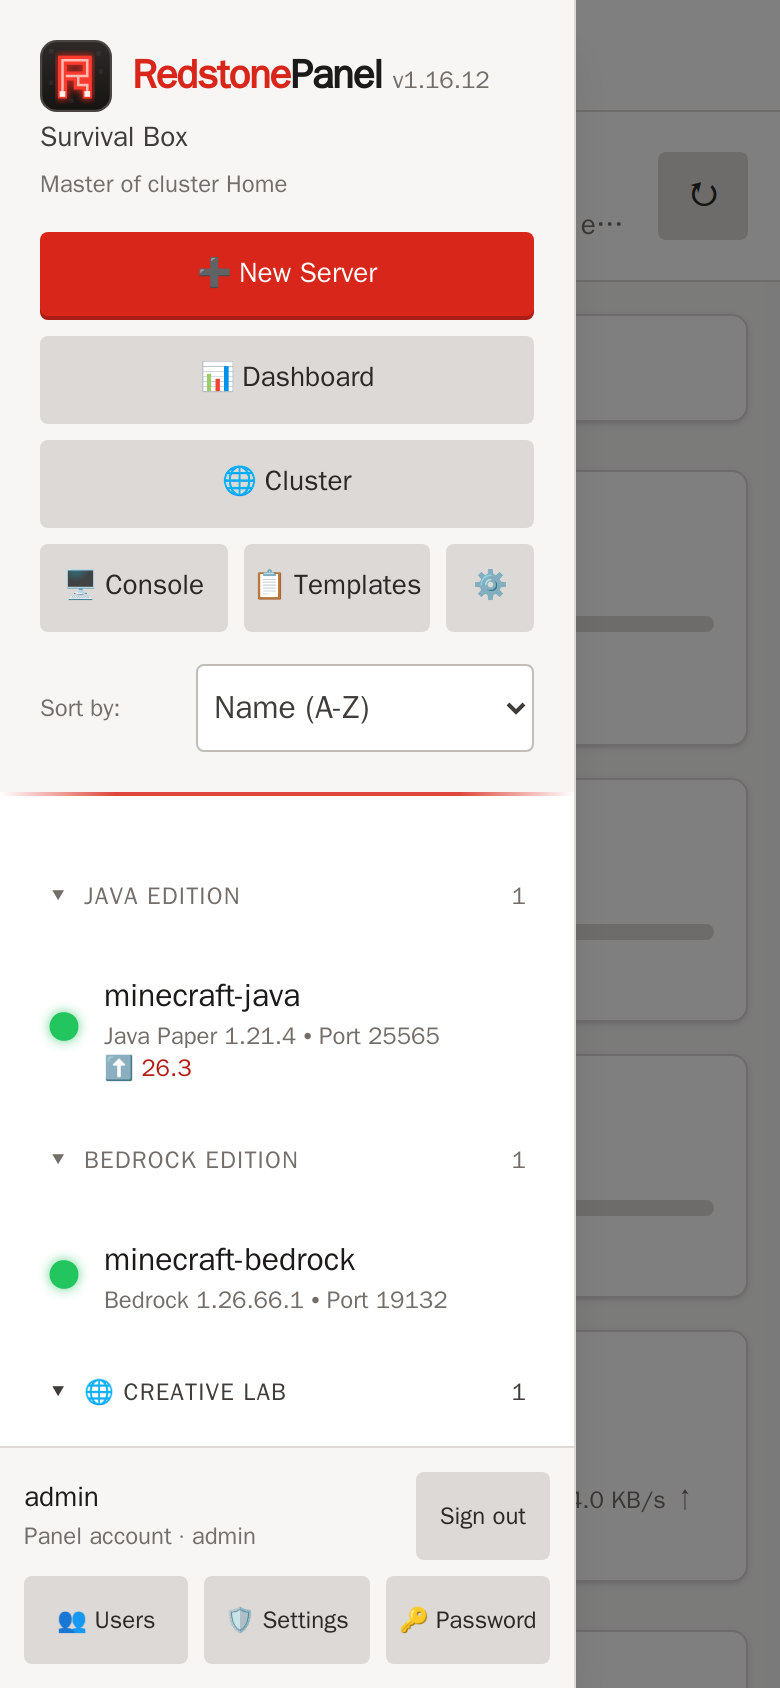 RedstonePanel v1.16.12
Survival Box
Master of cluster Home
➕ New Server
📊 Dashboard
🌐 Cluster
🖥️ Console
📋 Templates
⚙️
Sort by:
Name (A-Z)
▼ JAVA EDITION 1
minecraft-java
Java Paper 1.21.4 • Port 25565
⬆️ 26.3
▼ BEDROCK EDITION 1
minecraft-bedrock
Bedrock 1.26.66.1 • Port 19132
▼ 🌐 CREATIVE LAB 1
admin
Panel account · admin
Sign out
👥 Users
🛡️ Settings
🔑 Password
e…
↻
.0 KB/s ↑